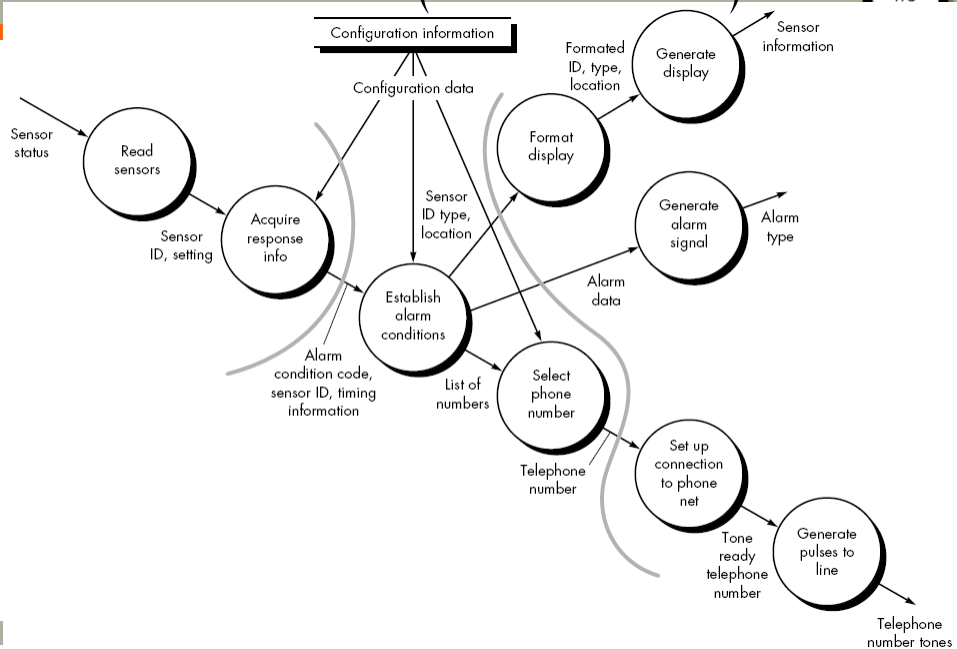 Configuration information
Configuration data
Sensor
status
Read
sensors
Sensor
ID, setting
Acquire
response
info
Alarm
condition code,
sensor ID, timing
information
Establish
alarm
conditions
Sensor
ID type,
location
Format
display
Formated
ID, type,
location
Generate
display
Sensor
information
Alarm
data
Generate
alarm
signal
Alarm
type
List of
numbers
Select
phone
number
Telephone
number
Set up
connection
to phone
net
Tone
ready
telephone
number
Generate
pulses to
line
Telephone
number tones